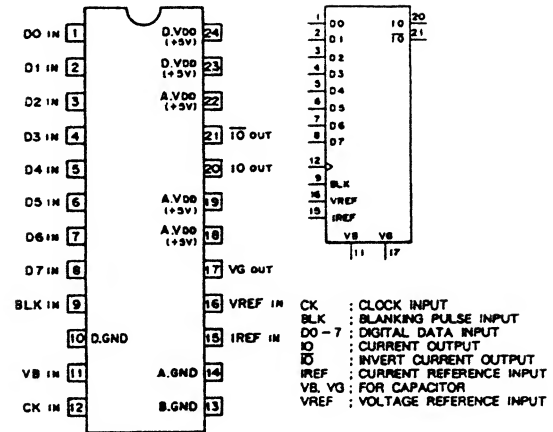 D0 IN 1
D1 IN 2
D2 IN 3
D3 IN 4
D4 IN 5
D5 IN 6
D6 IN 7
D7 IN 8
BLK IN 9
10 D.GND
VB IN 11
CK IN 12
D.VDD 24
(+5V)
D.VDD 23
(+5V)
A.VDD 22
(+5V)
21 IO OUT
20 IO OUT
A.VDD 19
(+5V)
A.VDD 18
(+5V)
17 VG OUT
16 VREF IN
15 IREF IN
A.GND 14
B.GND 13
1 D0 IO 20
2 D1 IO 21
3 D2
4 D3
5 D4
6 D5
7 D6
8 D7
12
9 BLK
16 VREF
15 IREF
VB VG
11 17
CK : CLOCK INPUT
BLK : BLANKING PULSE INPUT
D0-7 : DIGITAL DATA INPUT
IO : CURRENT OUTPUT
IO : INVERT CURRENT OUTPUT
IREF : CURRENT REFERENCE INPUT
VB, VG : FOR CAPACITOR
VREF : VOLTAGE REFERENCE INPUT